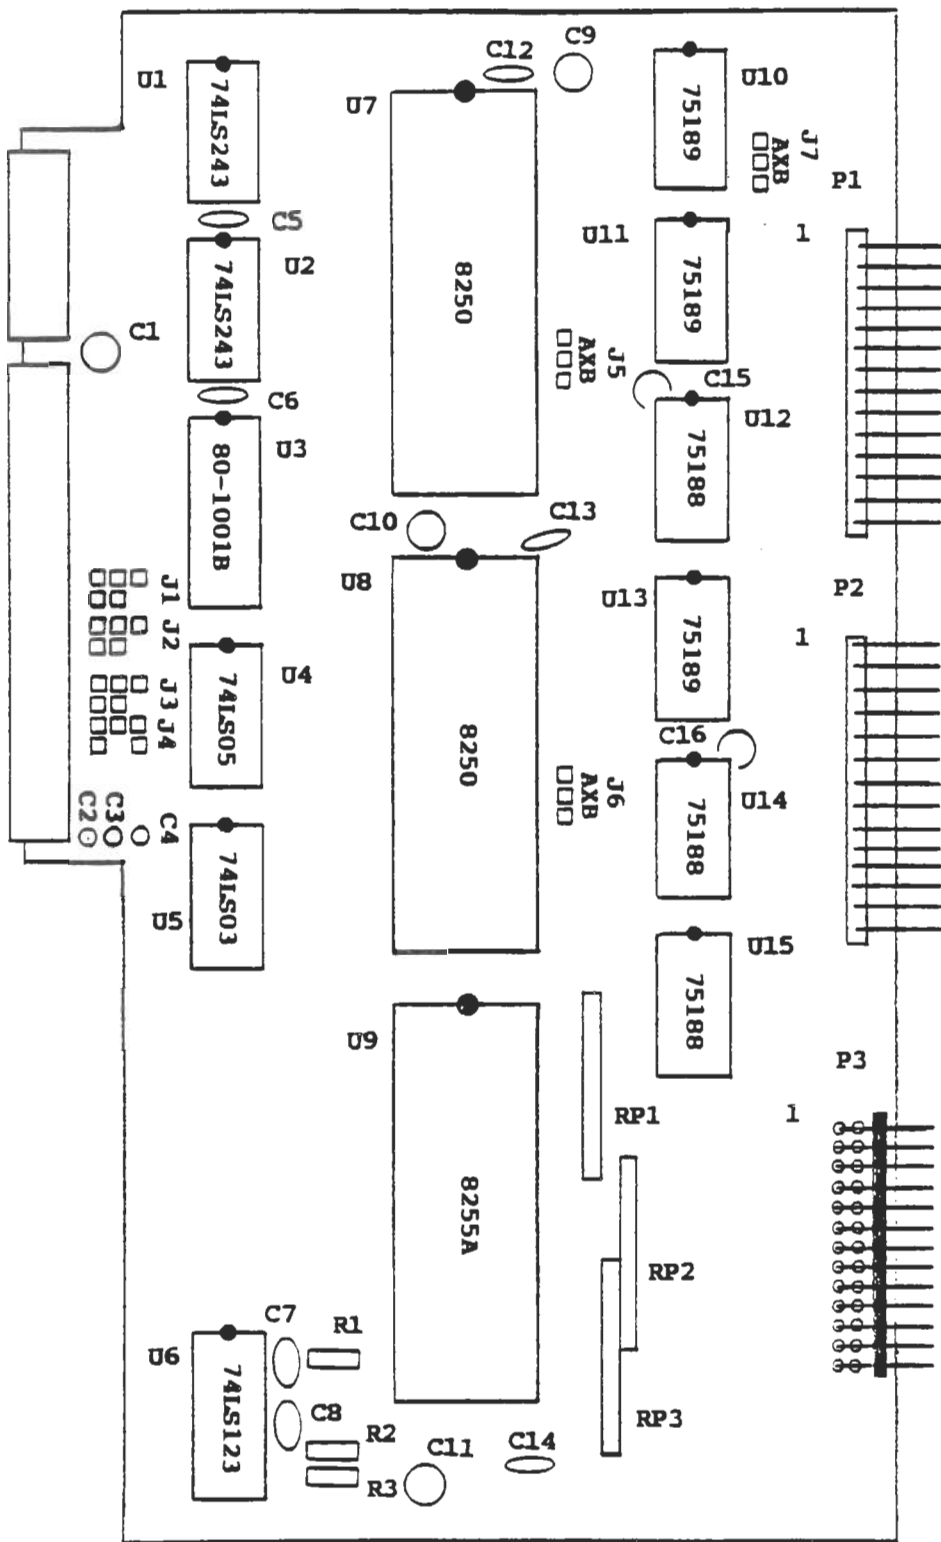 C12
C9
U1
74LS243
U7
75189
U10
J7
AXB
P1
C5
U2
74LS243
8250
U11
75189
1
C1
J5
AXB
C15
C6
U3
80-1001B
U12
75188
C10
C13
U8
J1
J2
J3
J4
U13
75189
P2
1
U4
74LS05
8250
C16
J6
AXB
U14
75188
C2
C3
C4
U5
74LS03
U15
75188
U9
P3
1
RP1
8255A
RP2
C7
R1
U6
74LS123
C8
R2
R3
C11
C14
RP3